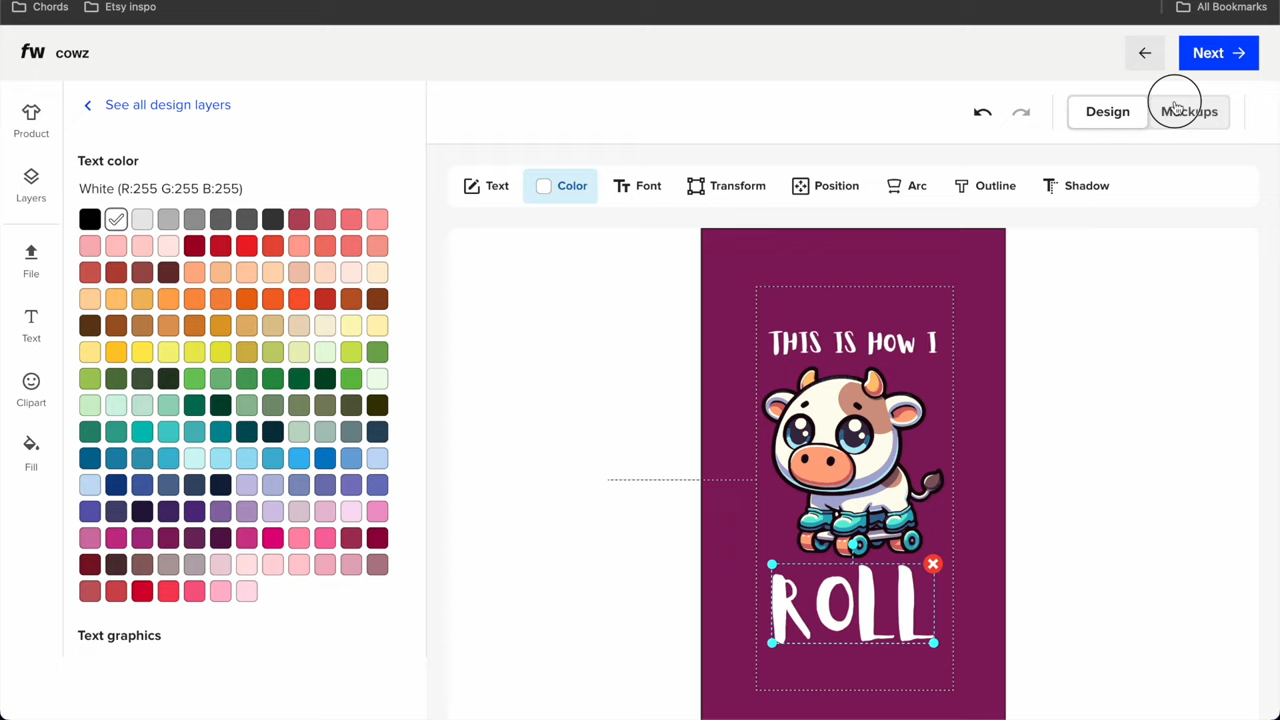 Chords
Etsy inspo
All Bookmarks
fw cowz
Next
Product
Layers
File
Text
Clipart
Fill
See all design layers
Text color
White (R:255 G:255 B:255)
Text graphics
Design
Mockups
Text
Color
Font
Transform
Position
Arc
Outline
Shadow
THIS IS HOW I
ROLL